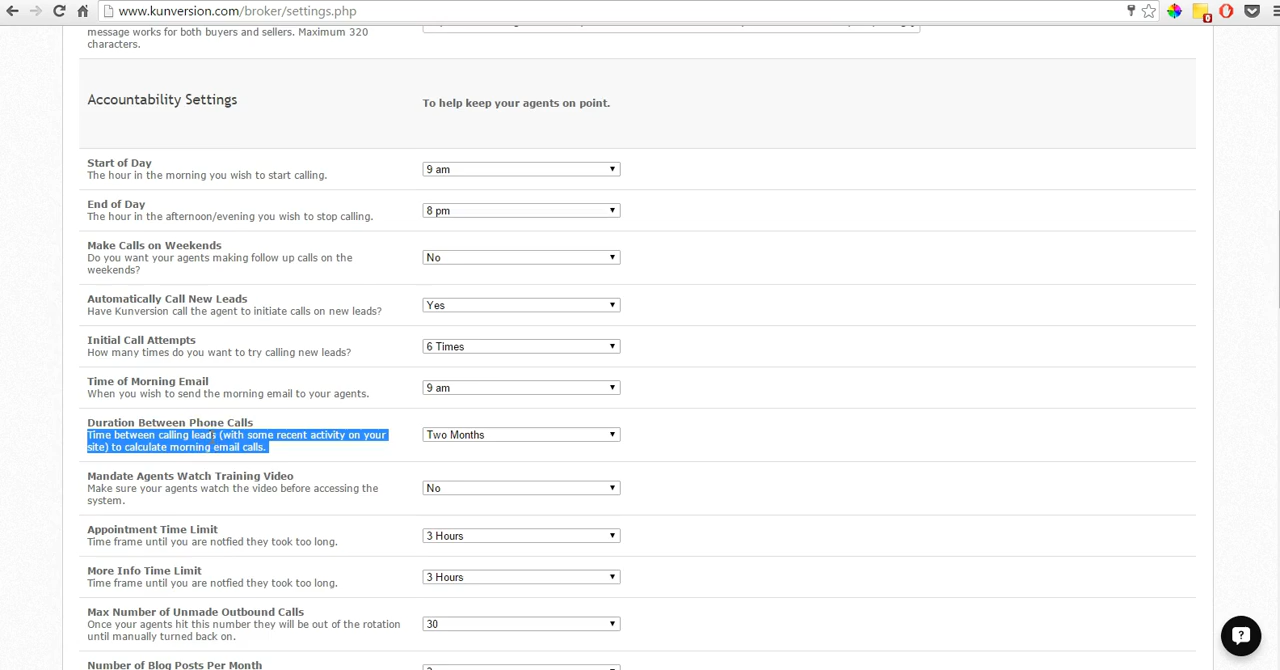 www.kunversion.com/broker/settings.php
0
message works for both buyers and sellers. Maximum 320
characters.
Accountability Settings
To help keep your agents on point.
Start of Day
The hour in the morning you wish to start calling.
9 am
End of Day
The hour in the afternoon/evening you wish to stop calling.
8 pm
Make Calls on Weekends
Do you want your agents making follow up calls on the
weekends?
No
Automatically Call New Leads
Have Kunversion call the agent to initiate calls on new leads?
Yes
Initial Call Attempts
How many times do you want to try calling new leads?
6 Times
Time of Morning Email
When you wish to send the morning email to your agents.
9 am
Duration Between Phone Calls
Time between calling leads (with some recent activity on your
site) to calculate morning email calls.
Two Months
Mandate Agents Watch Training Video
Make sure your agents watch the video before accessing the
system.
No
Appointment Time Limit
Time frame until you are notfied they took too long.
3 Hours
More Info Time Limit
Time frame until you are notfied they took too long.
3 Hours
Max Number of Unmade Outbound Calls
Once your agents hit this number they will be out of the rotation
until manually turned back on.
30
Number of Blog Posts Per Month